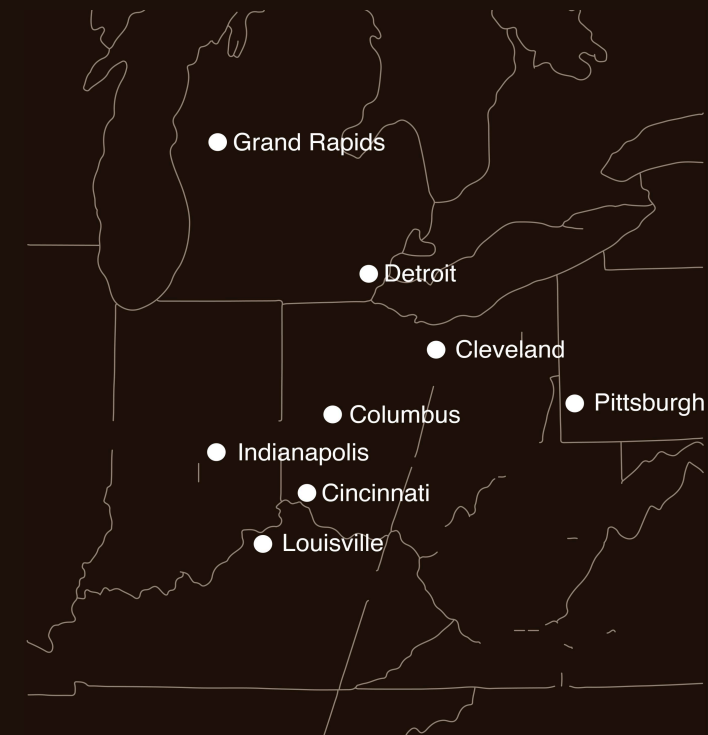 Grand Rapids
Detroit
Cleveland
Pittsburgh
Columbus
Indianapolis
Cincinnati
Louisville